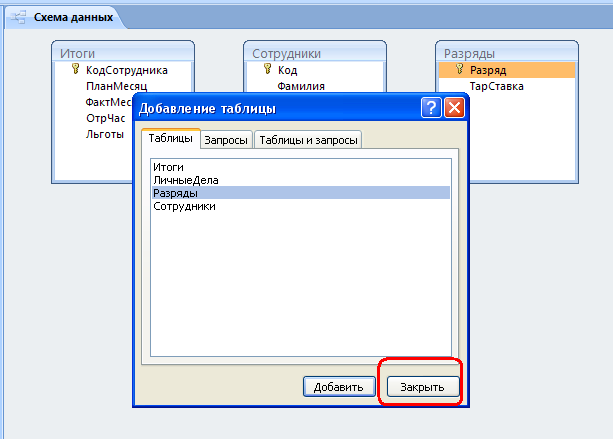 Схема данных
Итоги
КодСотрудника
ПланМесяц
ФактМес
ОтрЧас
Льготы
Сотрудники
Код
Фамилия
Разряды
Разряд
ТарСтавка
Добавление таблицы
Таблицы Запросы Таблицы и запросы
Итоги
ЛичныеДела
Разряды
Сотрудники
Добавить Закрыть